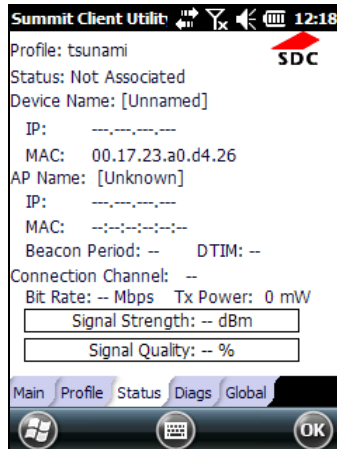 Summit Client Utilit 12:18
Profile: tsunami
SDC
Status: Not Associated
Device Name: [Unnamed]
IP: ---.---.---.---
MAC: 00.17.23.a0.d4.26
AP Name: [Unknown]
IP: ---.---.---.---
MAC: --:--:--:--:--:--
Beacon Period: -- DTIM: --
Connection Channel: --
Bit Rate: -- Mbps Tx Power: 0 mW
Signal Strength: -- dBm
Signal Quality: -- %
Main Profile Status Diags Global
OK